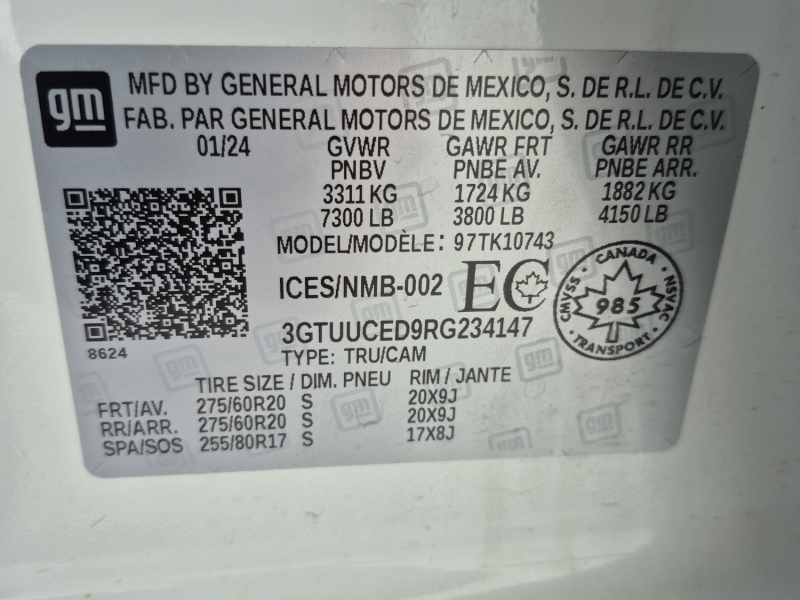 gm
MFD BY GENERAL MOTORS DE MEXICO, S. DE R.L. DE C.V.
FAB. PAR GENERAL MOTORS DE MEXICO, S. DE R.L. DE C.V.
01/24 GVWR GAWR FRT GAWR RR
PNBV PNBE AV. PNBE ARR.
3311 KG 1724 KG 1882 KG
7300 LB 3800 LB 4150 LB
MODEL/MODÈLE: 97TK10743
ICES/NMB-002 EC
CANADA
CMVSS 985 NSVAC
TRANSPORT
3GTUUCED9RG234147
8624
TYPE: TRU/CAM
TIRE SIZE / DIM. PNEU RIM / JANTE
FRT/AV. 275/60R20 S 20X9J
RR/ARR. 275/60R20 S 20X9J
SPA/SOS 255/80R17 S 17X8J